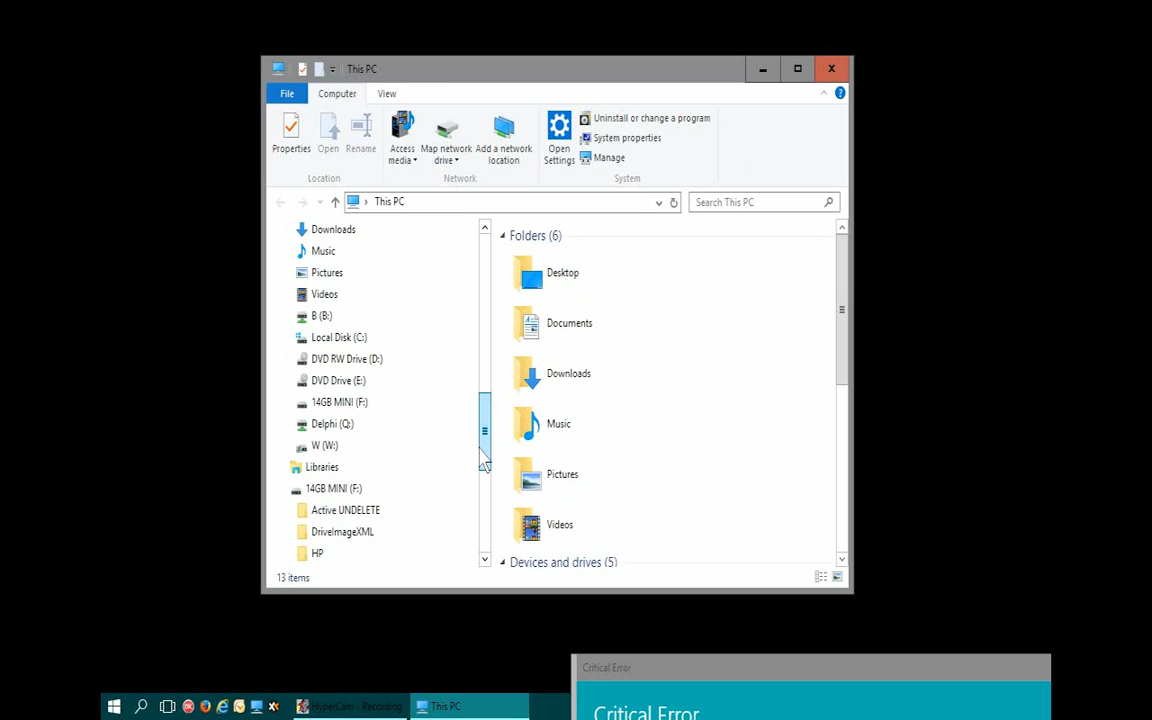 This PC
File
Computer
View
Properties
Open
Rename
Access media
Map network drive
Add a network location
Open Settings
Uninstall or change a program
System properties
Manage
Location
Network
System
This PC
Search This PC
Downloads
Music
Pictures
Videos
B (B:)
Local Disk (C:)
DVD RW Drive (D:)
DVD Drive (E:)
14GB MINI (F:)
Delphi (Q:)
W (W:)
Libraries
14GB MINI (F:)
Active UNDELETE
DriveImageXML
HP
Folders (6)
Desktop
Documents
Downloads
Music
Pictures
Videos
Devices and drives (5)
13 items
Critical Error
Critical Error
HyperCam - Recording
This PC